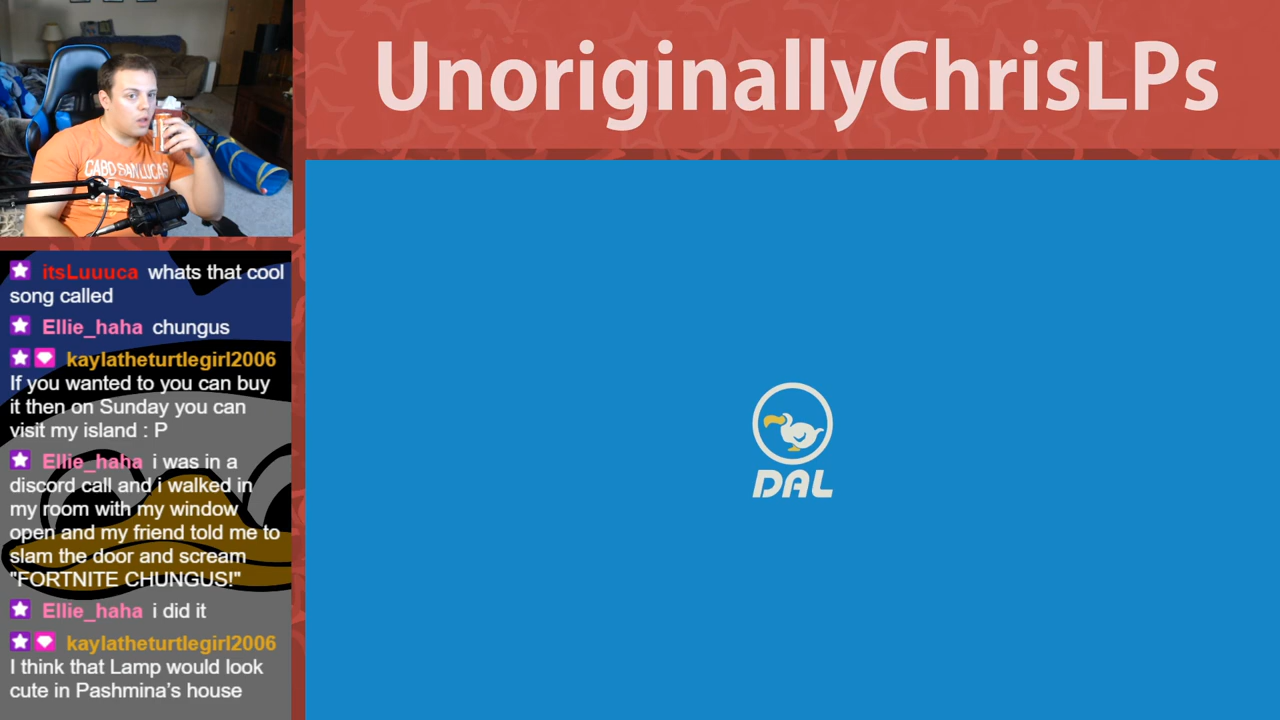 UnoriginallyChrisLPs
CABO SAN LUCAS
itsLuuuca whats that cool
song called
Ellie_haha chungus
kaylatheturtlegirl2006
If you wanted to you can buy
it then on Sunday you can
visit my island : P
Ellie_haha i was in a
discord call and i walked in
my room with my window
open and my friend told me to
slam the door and scream
"FORTNITE CHUNGUS!"
Ellie_haha i did it
kaylatheturtlegirl2006
I think that Lamp would look
cute in Pashmina's house
DAL